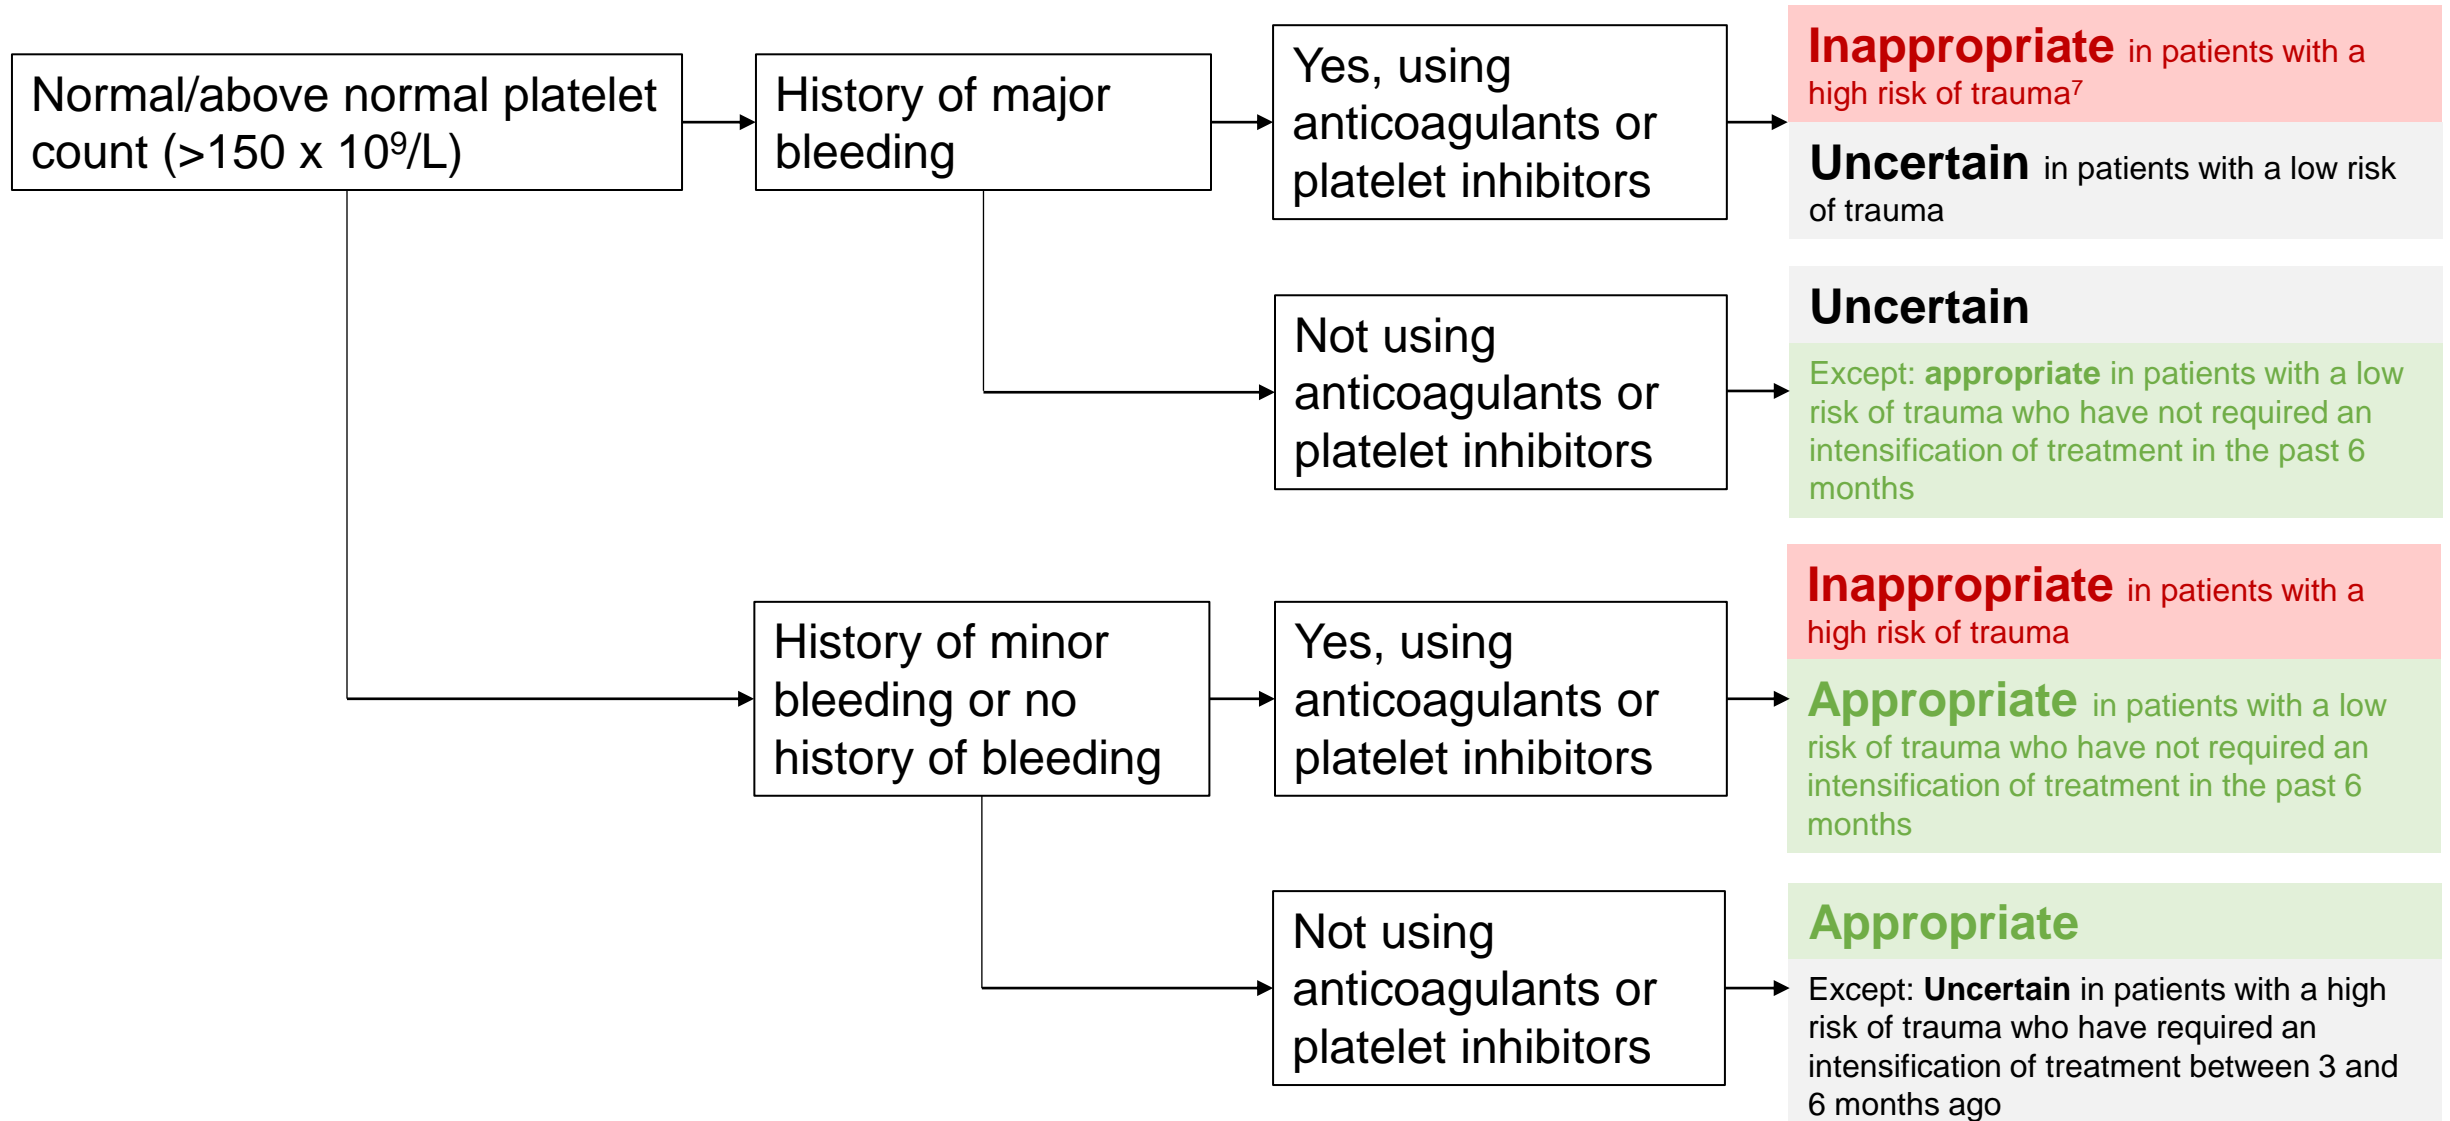 Normal/above normal platelet
count (>150 x 10⁹/L)
History of major
bleeding
Yes, using
anticoagulants or
platelet inhibitors
Inappropriate in patients with a
high risk of trauma⁷
Uncertain in patients with a low risk
of trauma
Not using
anticoagulants or
platelet inhibitors
Uncertain
Except: appropriate in patients with a low
risk of trauma who have not required an
intensification of treatment in the past 6
months
History of minor
bleeding or no
history of bleeding
Yes, using
anticoagulants or
platelet inhibitors
Inappropriate in patients with a
high risk of trauma
Appropriate in patients with a low
risk of trauma who have not required an
intensification of treatment in the past 6
months
Not using
anticoagulants or
platelet inhibitors
Appropriate
Except: Uncertain in patients with a high
risk of trauma who have required an
intensification of treatment between 3 and
6 months ago